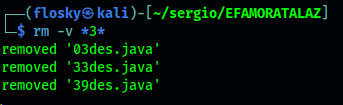 ┌──(flosky㉿kali)-[~/sergio/EFAMORATALAZ]
└─$ rm -v *3*
removed '03des.java'
removed '33des.java'
removed '39des.java'